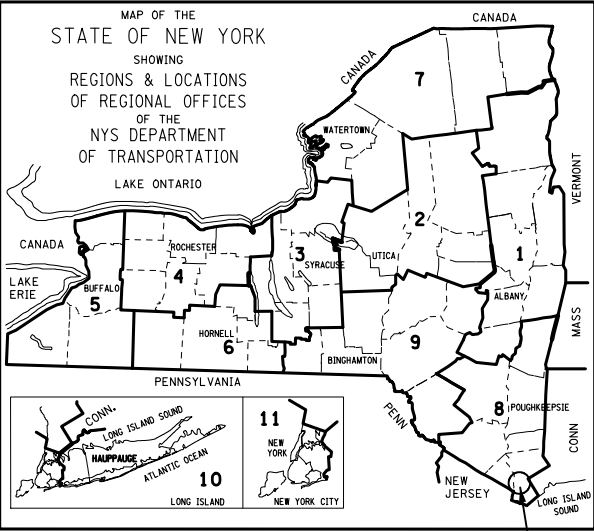 MAP OF THE
STATE OF NEW YORK
SHOWING
REGIONS & LOCATIONS
OF REGIONAL OFFICES
OF THE
NYS DEPARTMENT
OF TRANSPORTATION
CANADA
CANADA
7
WATERTOWN
LAKE ONTARIO
VERMONT
2
CANADA
ROCHESTER
3
SYRACUSE
UTICA
1
4
LAKE
ERIE
BUFFALO
5
ALBANY
MASS
HORNELL
6
9
BINGHAMTON
PENNSYLVANIA
PENN
8
POUGHKEEPSIE
CONN
NEW
JERSEY
LONG ISLAND
SOUND
CONN.
LONG ISLAND SOUND
HAUPPAUGE
ATLANTIC OCEAN
10
LONG ISLAND
11
NEW
YORK
NEW YORK CITY